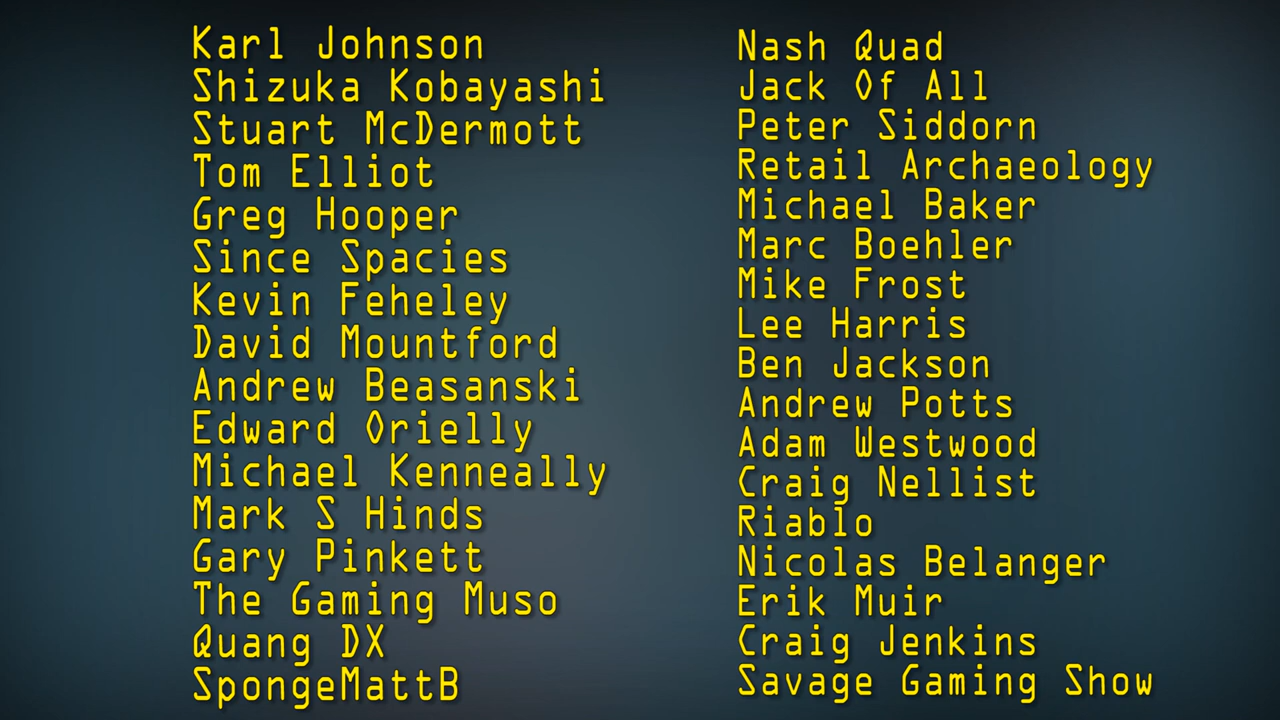 Karl Johnson
Shizuka Kobayashi
Stuart McDermott
Tom Elliot
Greg Hooper
Since Spacies
Kevin Feheley
David Mountford
Andrew Beasanski
Edward Orielly
Michael Kenneally
Mark S Hinds
Gary Pinkett
The Gaming Muso
Quang DX
SpongeMattB
Nash Quad
Jack Of All
Peter Siddorn
Retail Archaeology
Michael Baker
Marc Boehler
Mike Frost
Lee Harris
Ben Jackson
Andrew Potts
Adam Westwood
Craig Nellist
Riablo
Nicolas Belanger
Erik Muir
Craig Jenkins
Savage Gaming Show